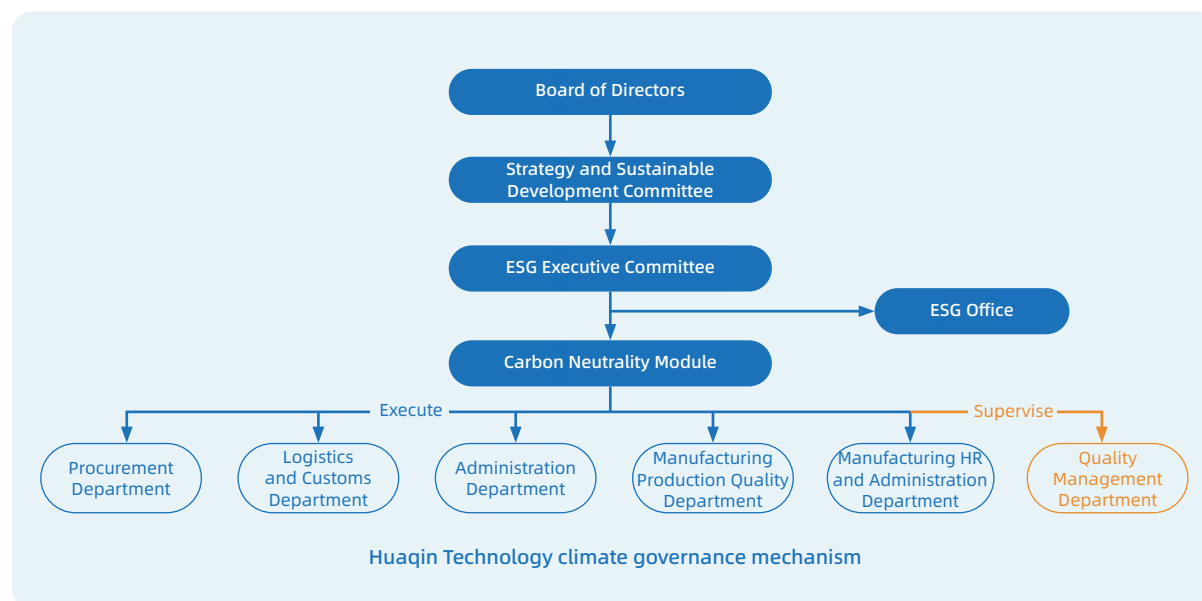 Board of Directors
Strategy and Sustainable
Development Committee
ESG Executive Committee
ESG Office
Carbon Neutrality Module
Execute
Supervise
Procurement
Department
Logistics
and Customs
Department
Administration
Department
Manufacturing
Production Quality
Department
Manufacturing HR
and Administration
Department
Quality
Management
Department
Huaqin Technology climate governance mechanism